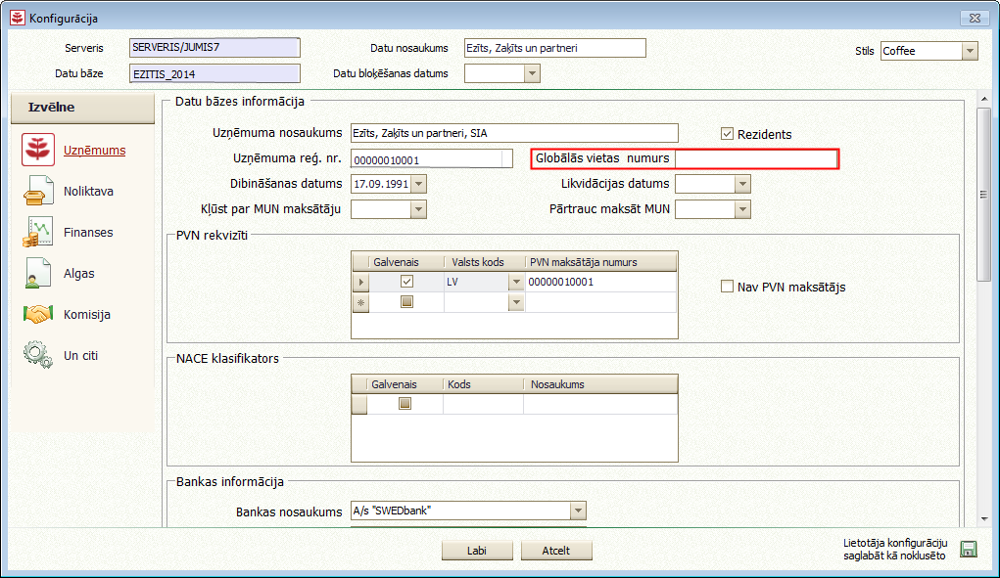 Konfigurācija
Serveris SERVERIS/JUMIS7 Datu nosaukums Ezīts, Zaķīts un partneri Stils Coffee
Datu bāze EZITIS_2014 Datu bloķēšanas datums
Izvēlne
Uzņēmums
Noliktava
Finanses
Algas
Komisija
Un citi
Datu bāzes informācija
Uzņēmuma nosaukums Ezīts, Zaķīts un partneri, SIA Rezidents
Uzņēmuma reģ. nr. 00000010001 Globālās vietas numurs
Dibināšanas datums 17.09.1991 Likvidācijas datums
Kļūst par MUN maksātāju Pārtrauc maksāt MUN
PVN rekvizīti
Galvenais Valsts kods PVN maksātāja numurs
LV 00000010001 Nav PVN maksātājs
NACE klasifikators
Galvenais Kods Nosaukums
Bankas informācija
Bankas nosaukums A/s "SWEDbank"
Labi Atcelt
Lietotāja konfigurāciju
saglabāt kā noklusēto